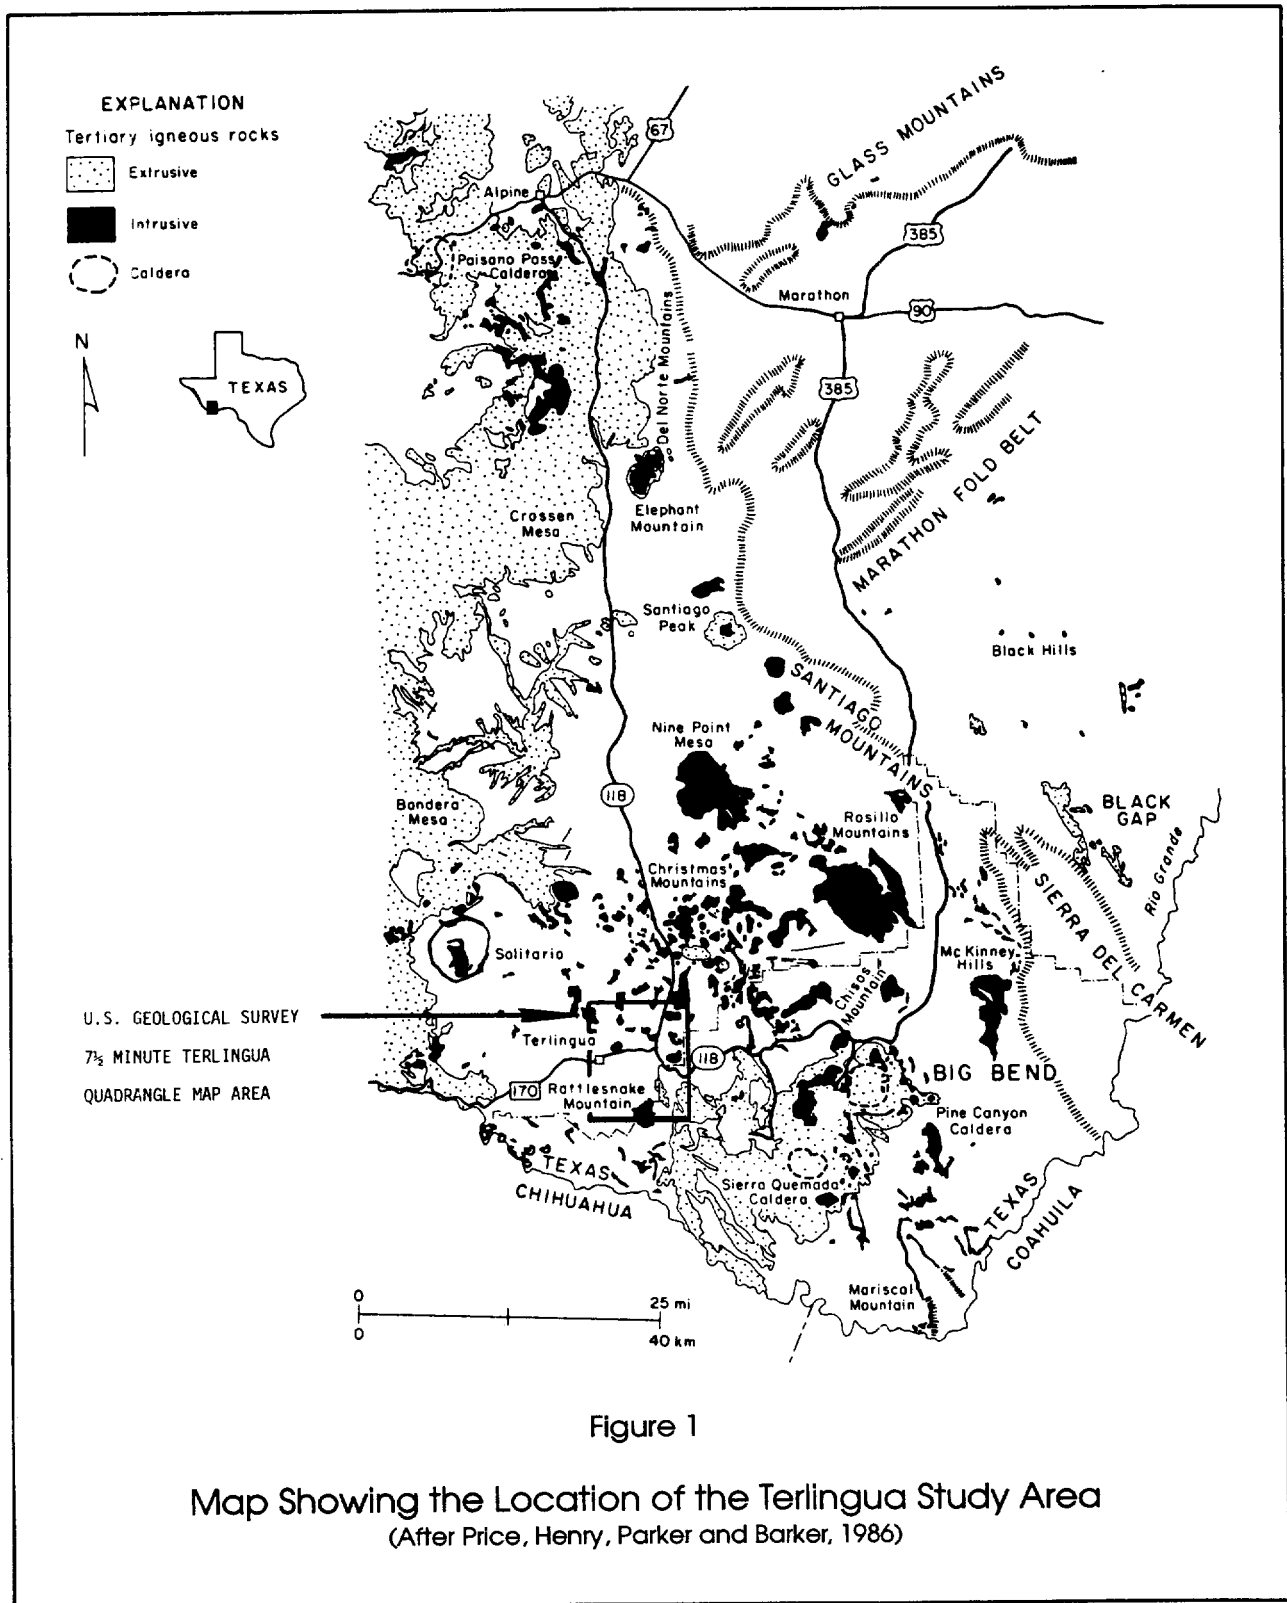 EXPLANATION
Tertiary igneous rocks
Extrusive
Intrusive
Caldera
N
TEXAS
67
GLASS MOUNTAINS
Alpine
385
Paisano Pass
Caldera
Marathon
90
Del Norte Mountains
385
MARATHON FOLD BELT
Crossen
Mesa
Elephant
Mountain
Santiago
Peak
Black Hills
SANTIAGO
MOUNTAINS
Nine Point
Mesa
118
Bandera
Mesa
Rosillo
Mountains
BLACK
GAP
Rio Grande
Christmas
Mountains
SIERRA DEL CARMEN
Solitario
McKinney
Hills
Chisos
Mountain
U.S. GEOLOGICAL SURVEY
7½ MINUTE TERLINGUA
QUADRANGLE MAP AREA
Terlingua
118
170
Rattlesnake
Mountain
BIG BEND
Pine Canyon
Caldera
TEXAS
CHIHUAHUA
Sierra Quemada
Caldera
TEXAS
COAHUILA
Mariscal
Mountain
0 25 mi
0 40 km
Figure 1
Map Showing the Location of the Terlingua Study Area
(After Price, Henry, Parker and Barker, 1986)